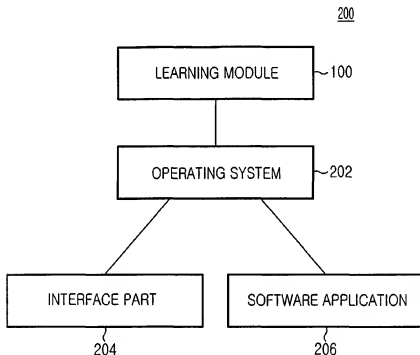 200
LEARNING MODULE 100
OPERATING SYSTEM 202
INTERFACE PART SOFTWARE APPLICATION
204 206